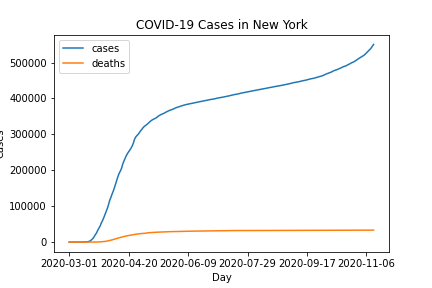 COVID-19 Cases in New York
cases
deaths
500000
400000
300000
200000
100000
0
cases
2020-03-01 2020-04-20 2020-06-09 2020-07-29 2020-09-17 2020-11-06
Day